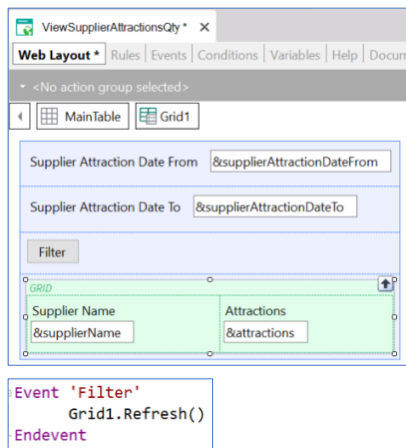 ViewSupplierAttractionsQty * ×
Web Layout * Rules Events Conditions Variables Help Docum
<No action group selected>
MainTable Grid1
Supplier Attraction Date From &supplierAttractionDateFrom
Supplier Attraction Date To &supplierAttractionDateTo
Filter
GRID
Supplier Name Attractions
&supplierName &attractions
Event 'Filter'
Grid1.Refresh()
Endevent